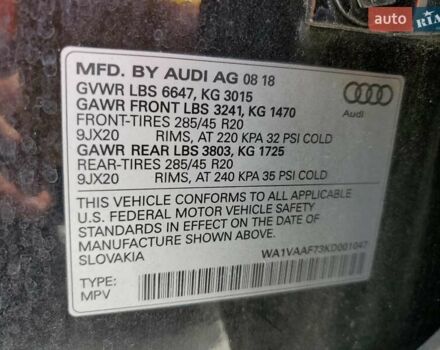 auto RIA
MFD. BY AUDI AG 08 18
GVWR LBS 6647, KG 3015
GAWR FRONT LBS 3241, KG 1470
FRONT-TIRES 285/45 R20
9JX20 RIMS, AT 220 KPA 32 PSI COLD
GAWR REAR LBS 3803, KG 1725
REAR-TIRES 285/45 R20
9JX20 RIMS, AT 240 KPA 35 PSI COLD
Audi
THIS VEHICLE CONFORMS TO ALL APPLICABLE
U.S. FEDERAL MOTOR VEHICLE SAFETY
STANDARDS IN EFFECT ON THE DATE OF
MANUFACTURE SHOWN ABOVE.
SLOVAKIA
WA1VAAF73KD001047
TYPE:
MPV